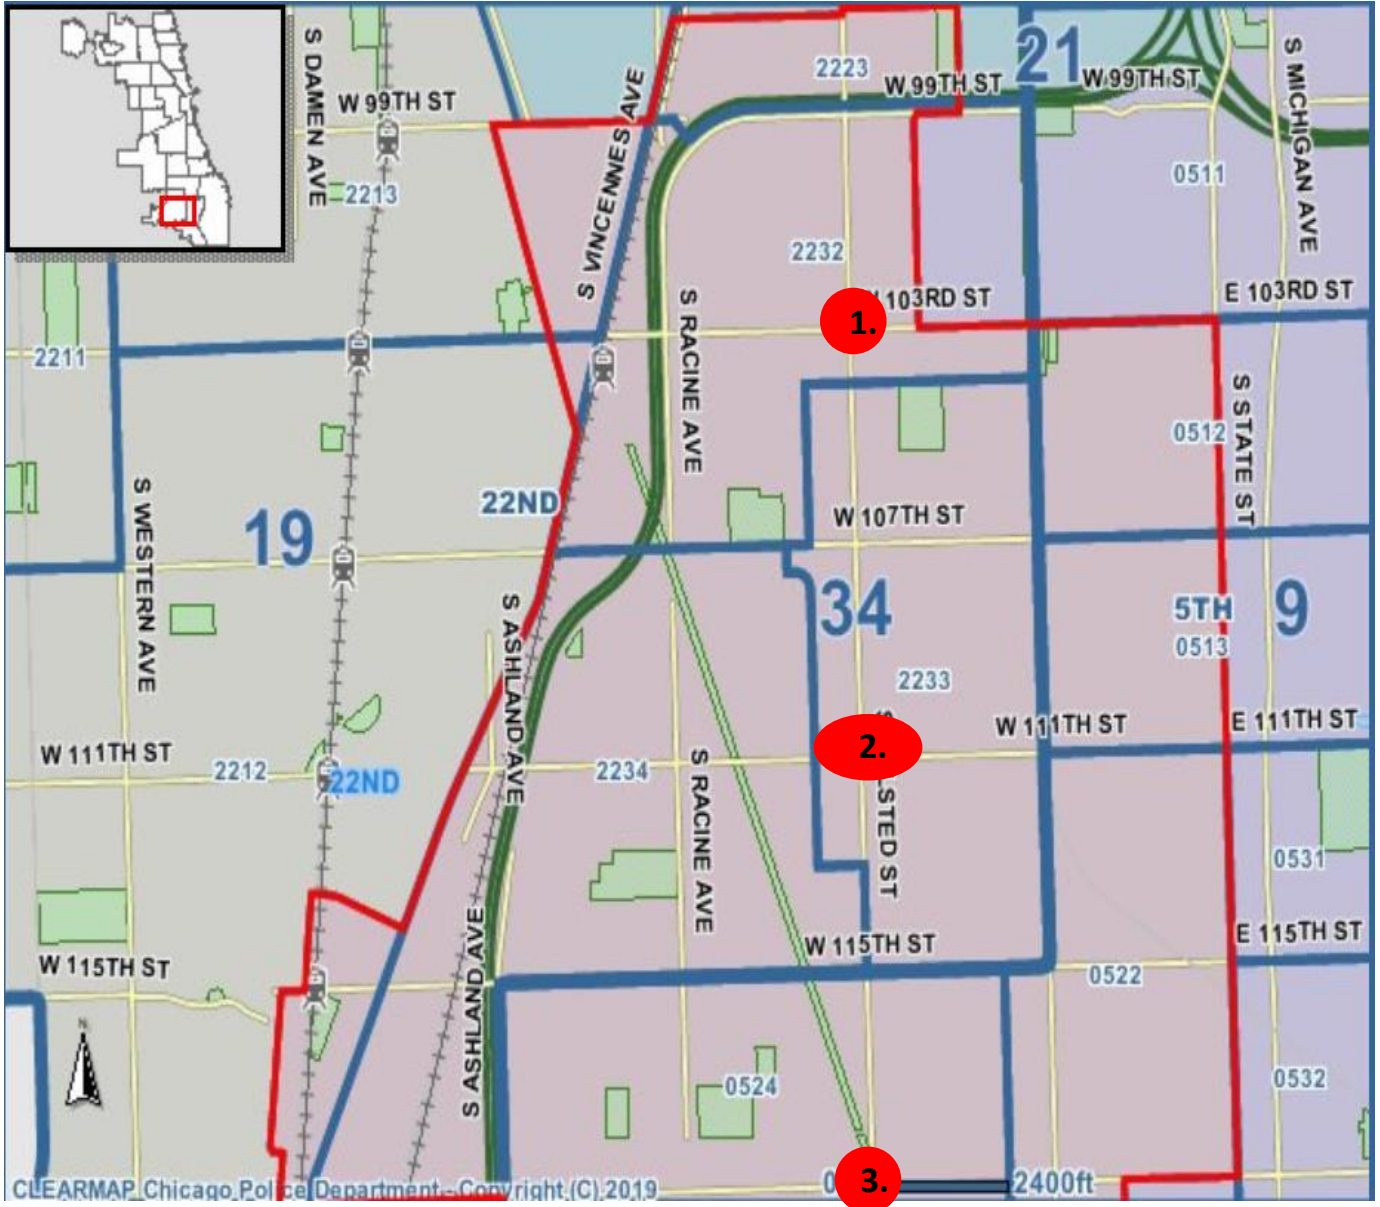 21
S DAMEN AVE
W 99TH ST
2223
W 99TH ST
W 99TH ST
S MICHIGAN AVE
2213
S VINCENNES AVE
0511
2232
103RD ST
E 103RD ST
1.
2211
S RACINE AVE
S STATE ST
0512
22ND
S WESTERN AVE
W 107TH ST
19
34
5TH
9
0513
S ASHLAND AVE
2233
W 111TH ST
E 111TH ST
W 111TH ST
2212
22ND
2234
2.
S RACINE AVE
STED ST
0531
W 115TH ST
E 115TH ST
W 115TH ST
0522
S ASHLAND AVE
N
0524
0532
CLEARMAP, Chicago Police Department - Copyright (C) 2019
0
3.
2400ft